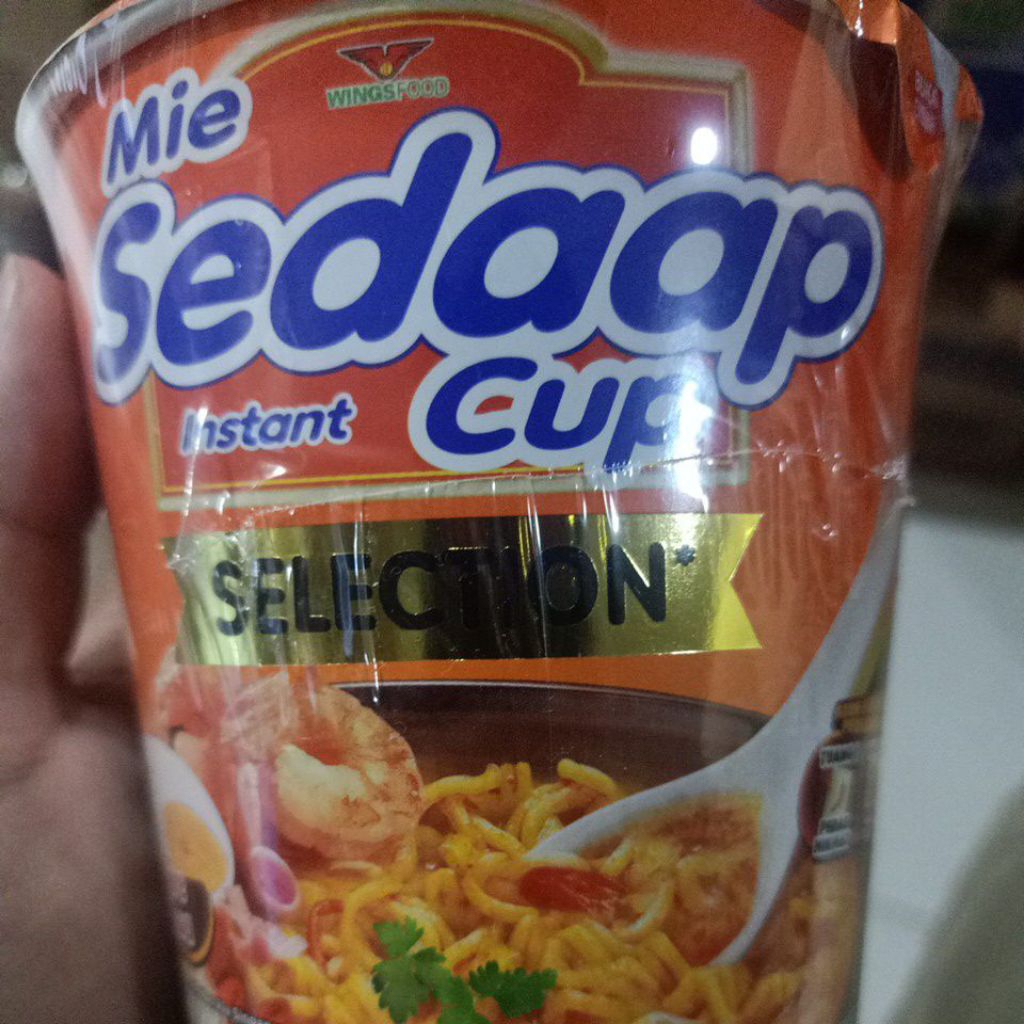 WINGSFOOD
Mie
Sedaap
Instant Cup
SELECTION*